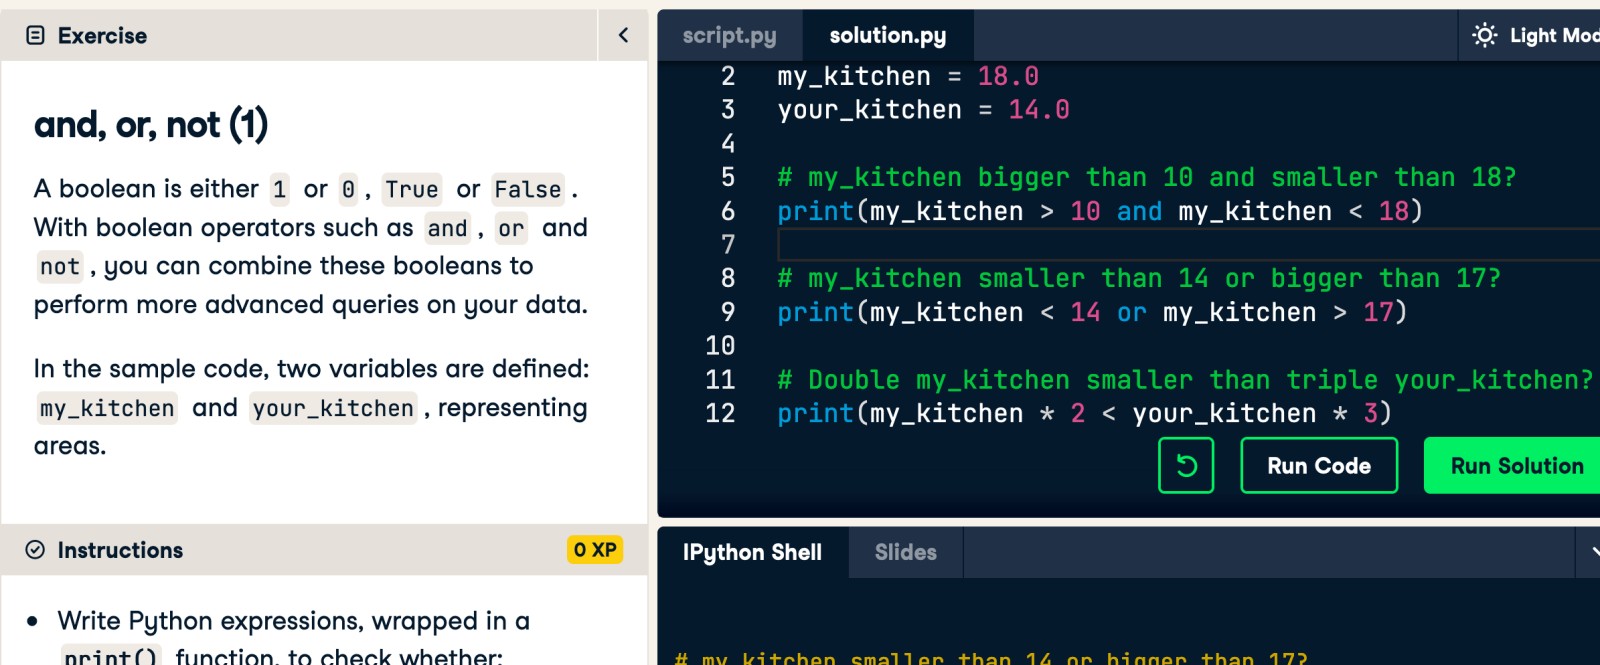 Exercise
and, or, not (1)
A boolean is either 1 or 0 , True or False .
With boolean operators such as and , or and
not , you can combine these booleans to
perform more advanced queries on your data.
In the sample code, two variables are defined:
my_kitchen and your_kitchen , representing
areas.
Instructions
0 XP
• Write Python expressions, wrapped in a
print() function, to check whether:
script.py
solution.py
Light Mod
2 my_kitchen = 18.0
3 your_kitchen = 14.0
4
5 # my_kitchen bigger than 10 and smaller than 18?
6 print(my_kitchen > 10 and my_kitchen < 18)
7
8 # my_kitchen smaller than 14 or bigger than 17?
9 print(my_kitchen < 14 or my_kitchen > 17)
10
11 # Double my_kitchen smaller than triple your_kitchen?
12 print(my_kitchen * 2 < your_kitchen * 3)
Run Code
Run Solution
IPython Shell
Slides
# my_kitchen smaller than 14 or bigger than 17?